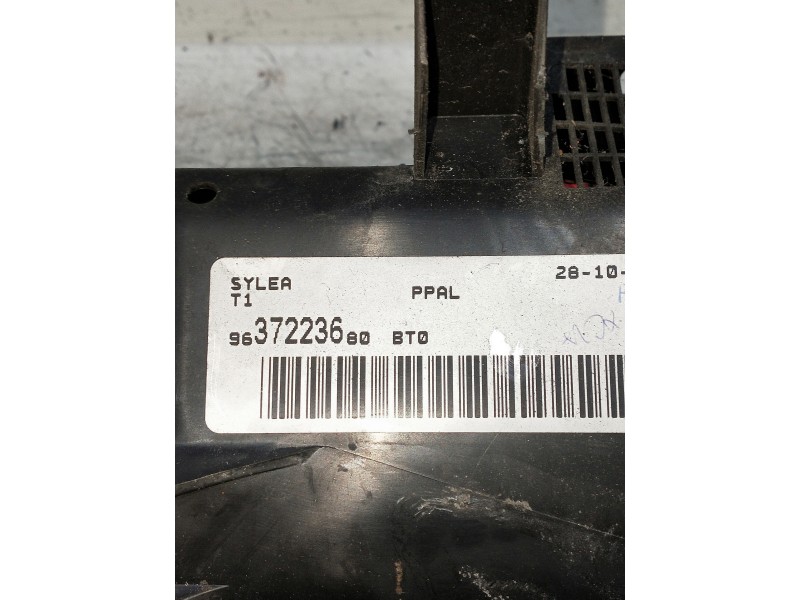 SYLEA 28-10-
T1 PPAL
9637223680 BT0